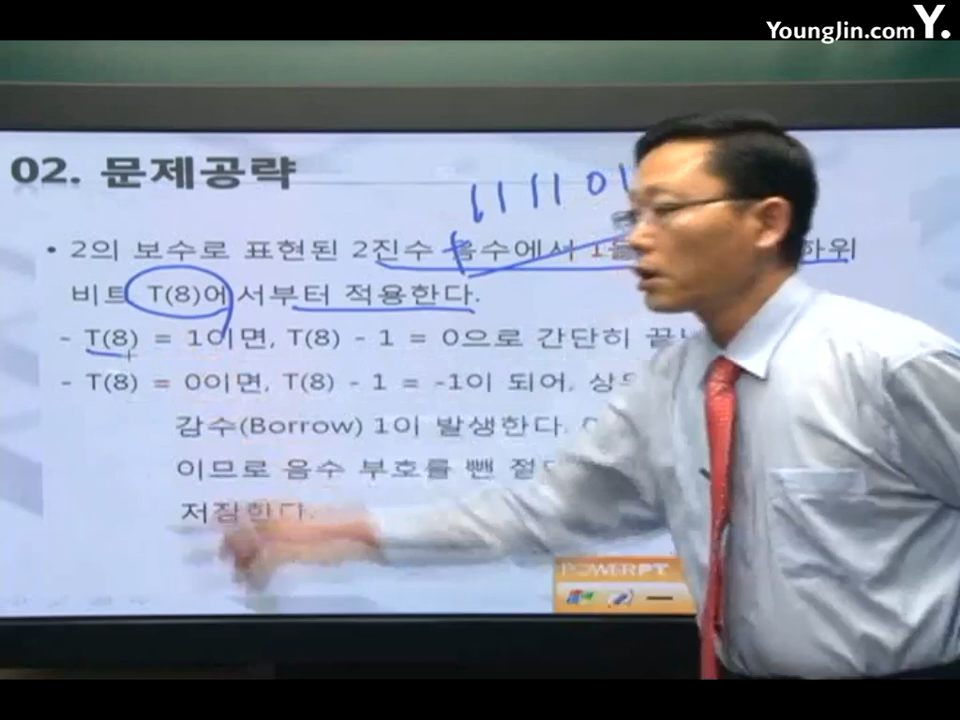 YoungJin.com Y.
02. 문제공략
1111 01
• 2의 보수로 표현된 2진수 음수에서 1을 하위
비트 T(8)에서부터 적용한다.
- T(8) = 1이면, T(8) - 1 = 0으로 간단히
- T(8) = 0이면, T(8) - 1 = -1이 되어,
감수(Borrow) 1이 발생한다.
이므로 음수 부호를 뺀
저장한다.
POWERPT